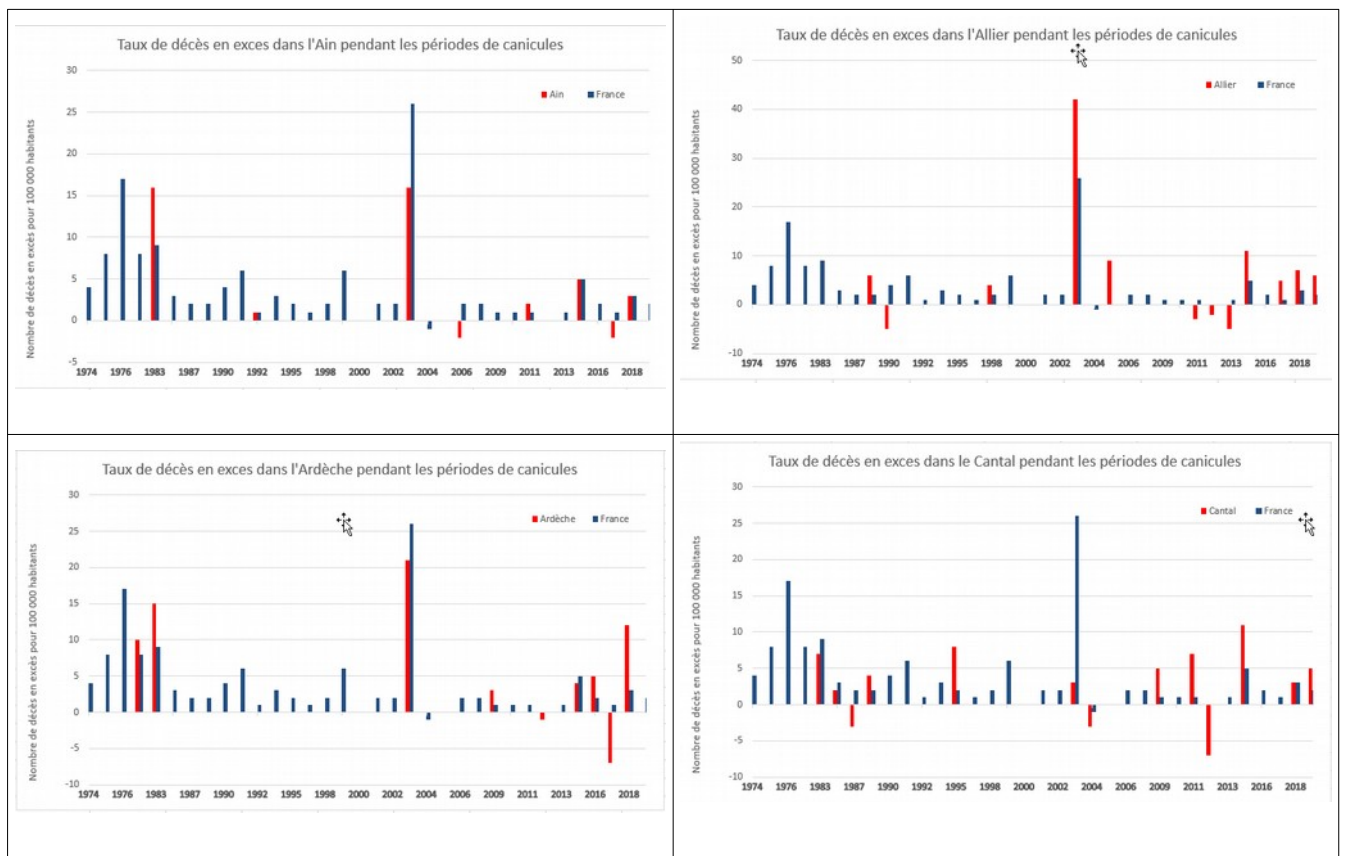 Taux de décès en exces dans l'Ain pendant les périodes de canicules
Nombre de décès en excès pour 100 000 habitants
30
25
20
15
10
5
0
-5
Ain France
1974 1976 1983 1987 1990 1992 1995 1998 2000 2002 2004 2006 2009 2011 2013 2016 2018
Taux de décès en exces dans l'Allier pendant les périodes de canicules
Nombre de décès en excès pour 100 000 habitants
50
40
30
20
10
0
-10
Allier France
1974 1976 1983 1987 1990 1992 1995 1998 2000 2002 2004 2006 2009 2011 2013 2016 2018
Taux de décès en exces dans l'Ardèche pendant les périodes de canicules
Nombre de décès en excès pour 100 000 habitants
30
25
20
15
10
5
0
-5
-10
Ardèche France
1974 1976 1983 1987 1990 1992 1995 1998 2000 2002 2004 2006 2009 2011 2013 2016 2018
Taux de décès en exces dans le Cantal pendant les périodes de canicules
Nombre de décès en excès pour 100 000 habitants
30
25
20
15
10
5
0
-5
-10
Cantal France
1974 1976 1983 1987 1990 1992 1995 1998 2000 2002 2004 2006 2009 2011 2013 2016 2018